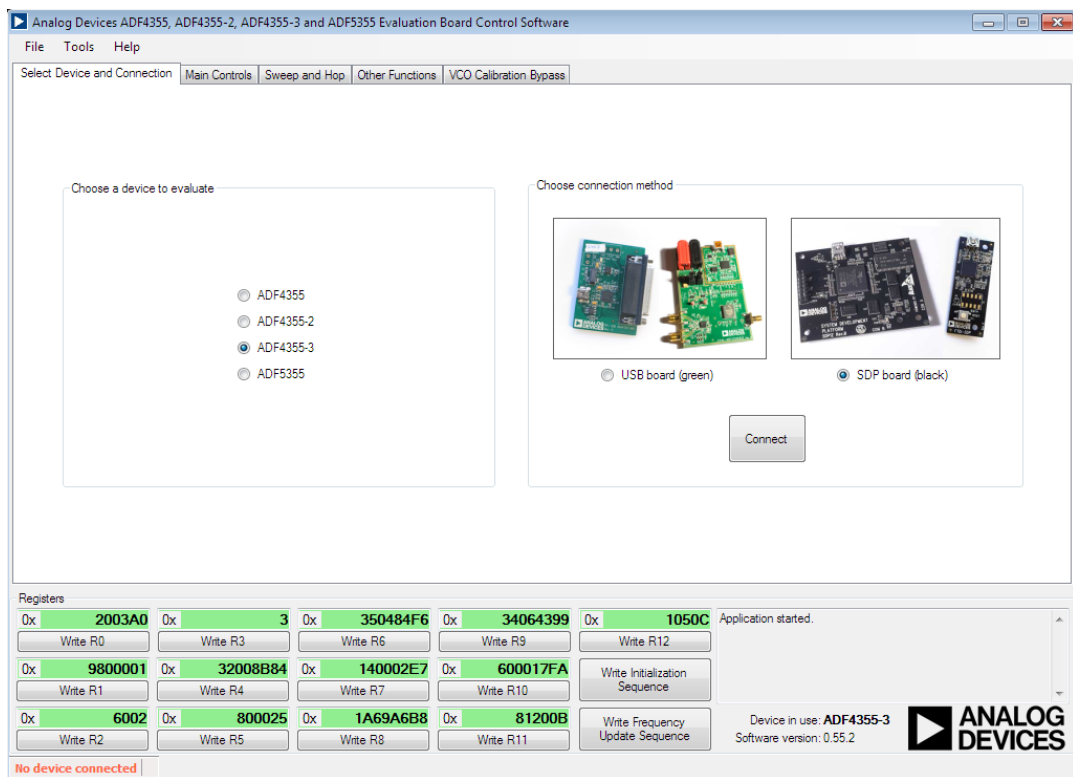 Analog Devices ADF4355, ADF4355-2, ADF4355-3 and ADF5355 Evaluation Board Control Software
File Tools Help
Select Device and Connection Main Controls Sweep and Hop Other Functions VCO Calibration Bypass
Choose a device to evaluate
ADF4355
ADF4355-2
ADF4355-3
ADF5355
Choose connection method
ANALOG
DEVICES
SYSTEM DEVELOPMENT
PLATFORM
USB board (green)
SDP board (black)
Connect
Registers
0x 2003A0 0x 3 0x 350484F6 0x 34064399 0x 1050C
Write R0 Write R3 Write R6 Write R9 Write R12
0x 9800001 0x 32008B84 0x 140002E7 0x 600017FA
Write R1 Write R4 Write R7 Write R10
Write Initialization
Sequence
0x 6002 0x 800025 0x 1A69A6B8 0x 81200B
Write R2 Write R5 Write R8 Write R11
Write Frequency
Update Sequence
Application started.
Device in use: ADF4355-3
Software version: 0.55.2
ANALOG
DEVICES
No device connected